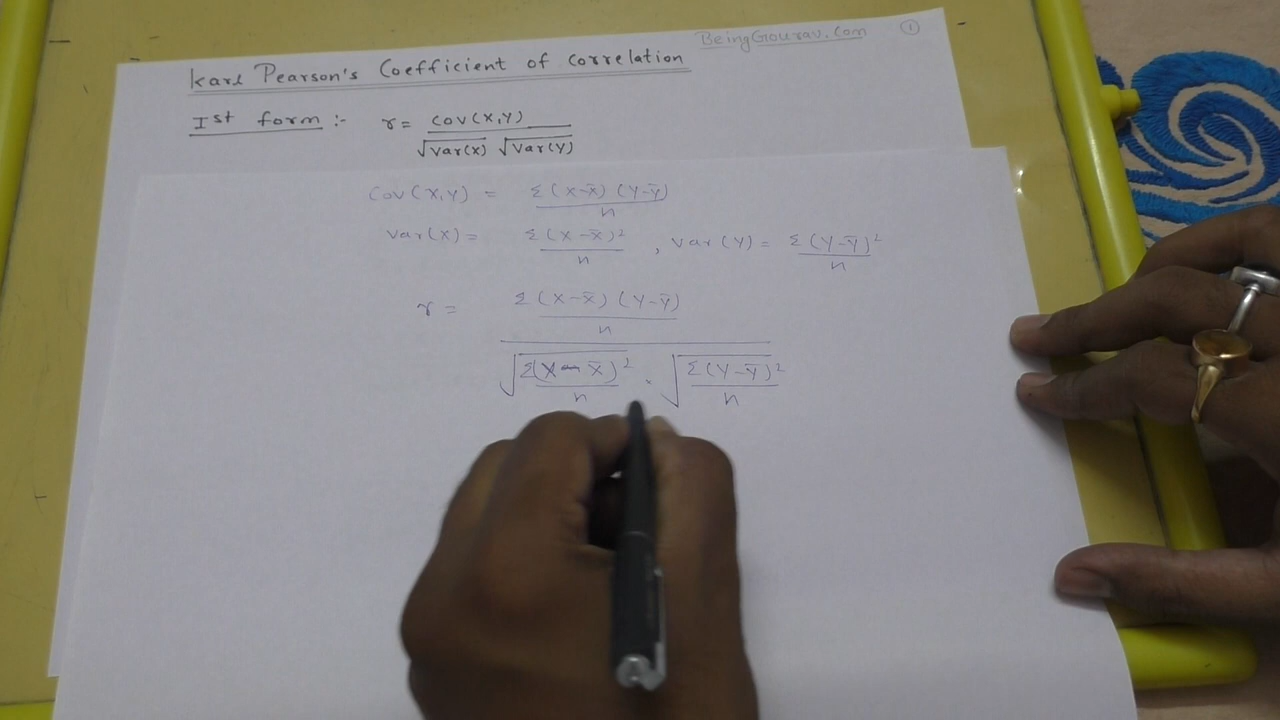 BeingGourav.Com ①
Karl Pearson's Coefficient of correlation
Ist form :- r = COV(X,Y) / √Var(X) √Var(Y)
Cov(X,Y) = Σ(X-X̄)(Y-Ȳ) / n
Var(X) = Σ(X-X̄)² / n , Var(Y) = Σ(Y-Ȳ)² / n
r = Σ(X-X̄)(Y-Ȳ) / n
√Σ(X-X̄)² / n · √Σ(Y-Ȳ)² / n